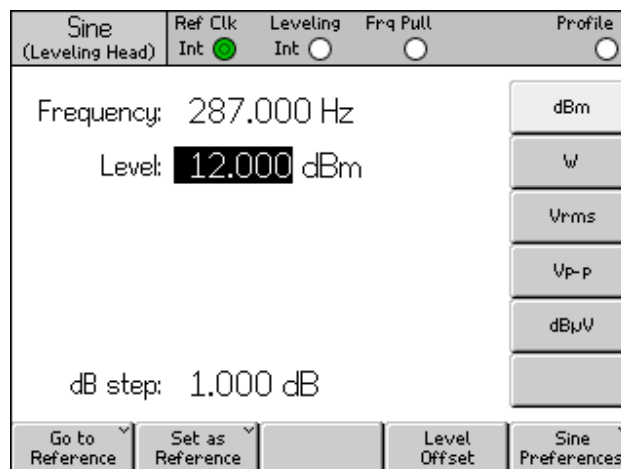 Sine
(Leveling Head)
Ref Clk
Int
Leveling
Int
Frq Pull
Profile
Frequency: 287.000 Hz
Level: 12.000 dBm
dB step: 1.000 dB
dBm
W
Vrms
Vp-p
dBµV
Go to
Reference
Set as
Reference
Level
Offset
Sine
Preferences